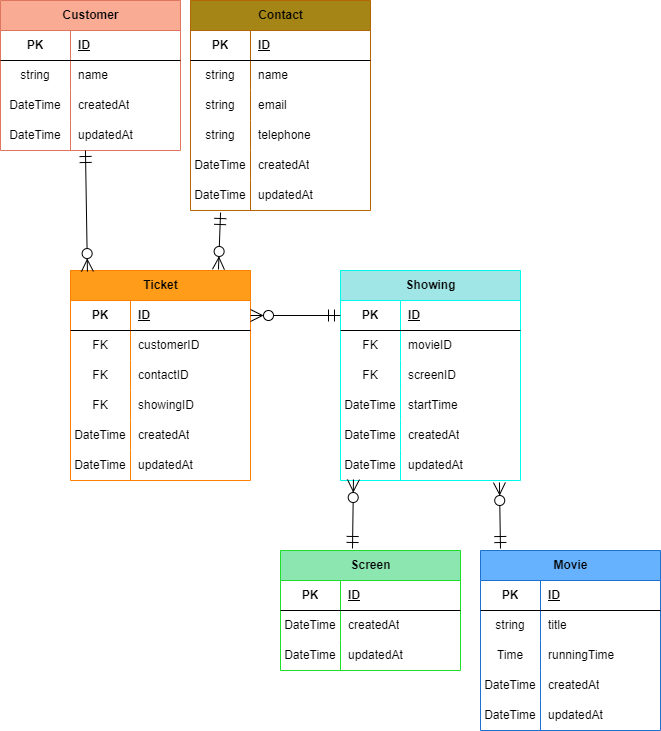 Customer
PK ID
string name
DateTime createdAt
DateTime updatedAt
Contact
PK ID
string name
string email
string telephone
DateTime createdAt
DateTime updatedAt
Ticket
PK ID
FK customerID
FK contactID
FK showingID
DateTime createdAt
DateTime updatedAt
Showing
PK ID
FK movieID
FK screenID
DateTime startTime
DateTime createdAt
DateTime updatedAt
Screen
PK ID
DateTime createdAt
DateTime updatedAt
Movie
PK ID
string title
Time runningTime
DateTime createdAt
DateTime updatedAt